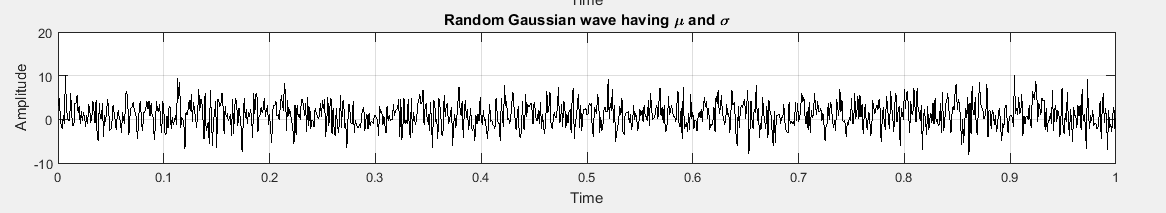 Time
Random Gaussian wave having μ and σ
20
10
0
-10
Amplitude
0 0.1 0.2 0.3 0.4 0.5 0.6 0.7 0.8 0.9 1
Time